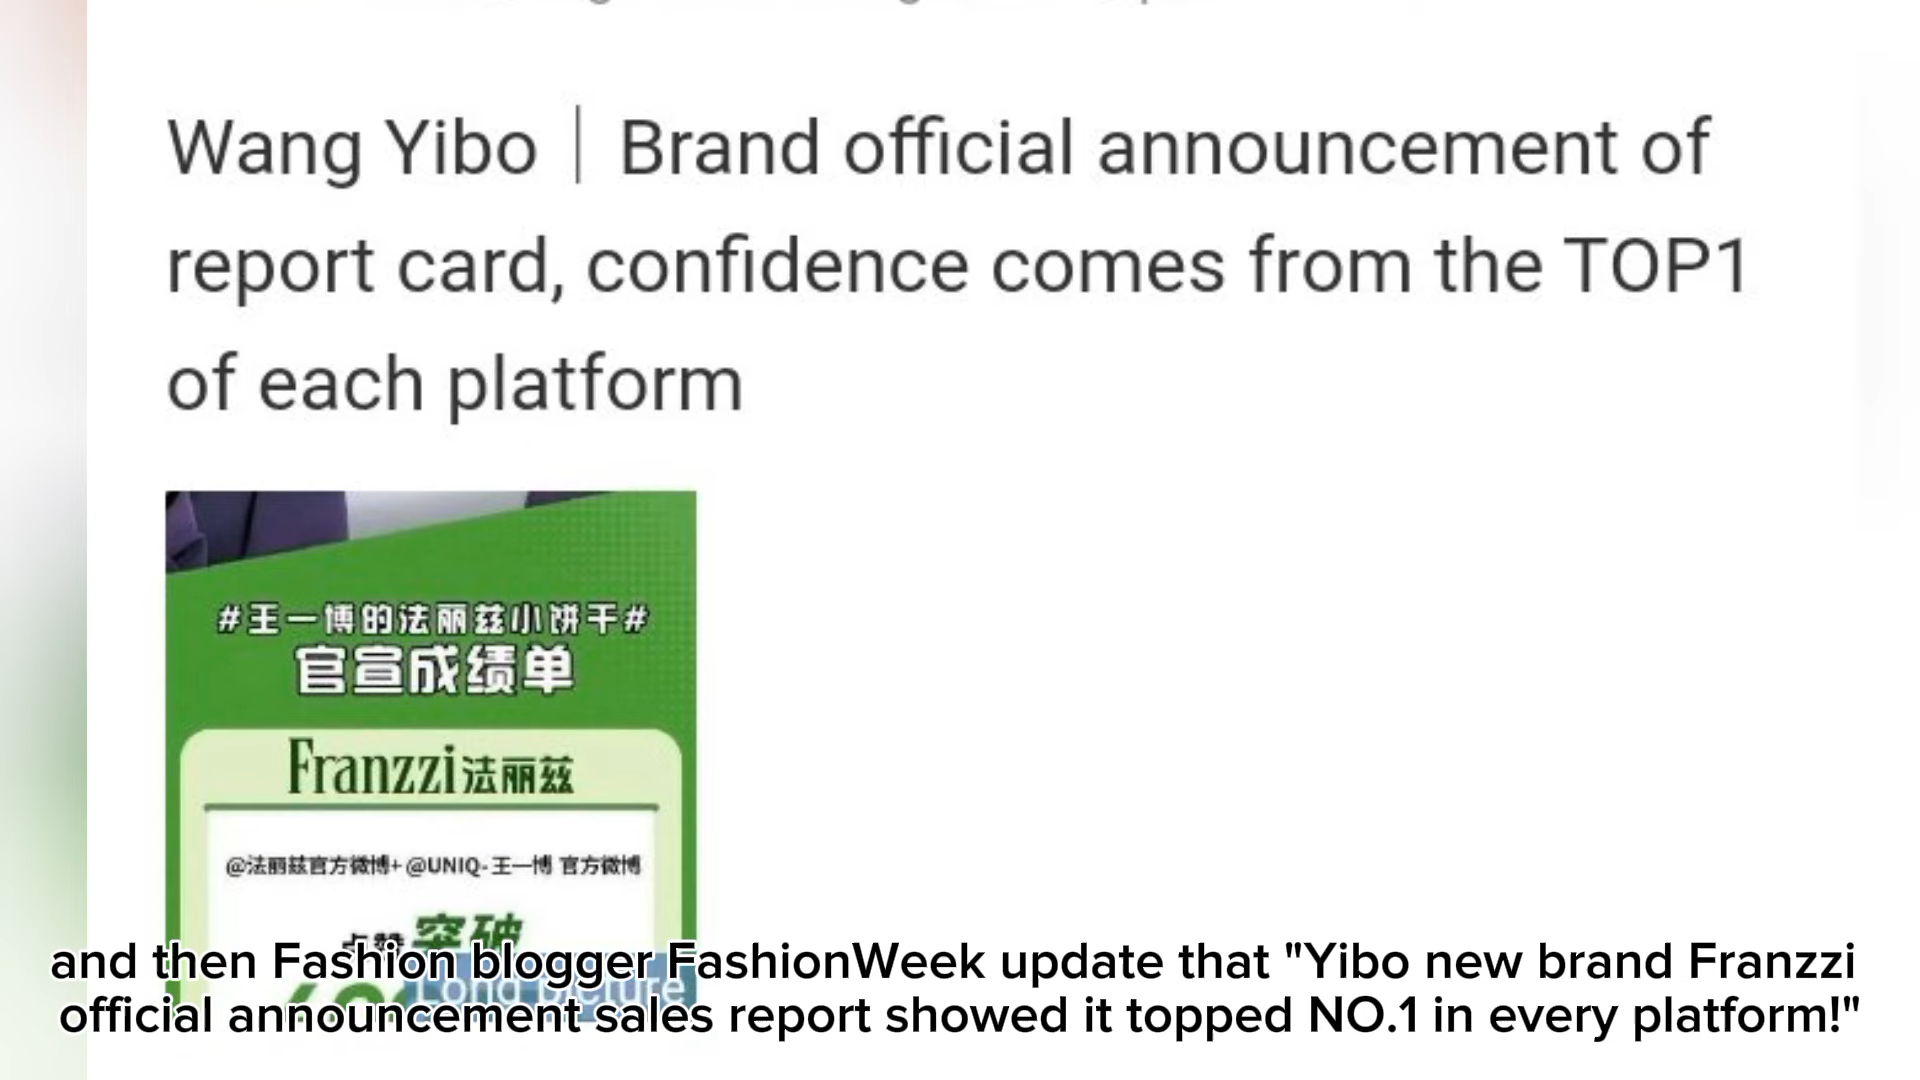 Wang Yibo｜Brand official announcement of
report card, confidence comes from the TOP1
of each platform
#王一博的法丽兹小饼干#
官宣成绩单
Franzzi法丽兹
@法丽兹官方微博+@UNIQ-王一博 官方微博
点赞 突破
Long picture
and then Fashion blogger FashionWeek update that "Yibo new brand Franzzi
official announcement sales report showed it topped NO.1 in every platform!"